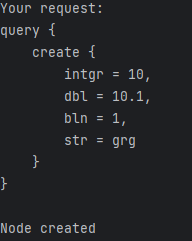 Your request:
query {
    create {
        intgr = 10,
        dbl = 10.1,
        bln = 1,
        str = grg
    }
}

Node created